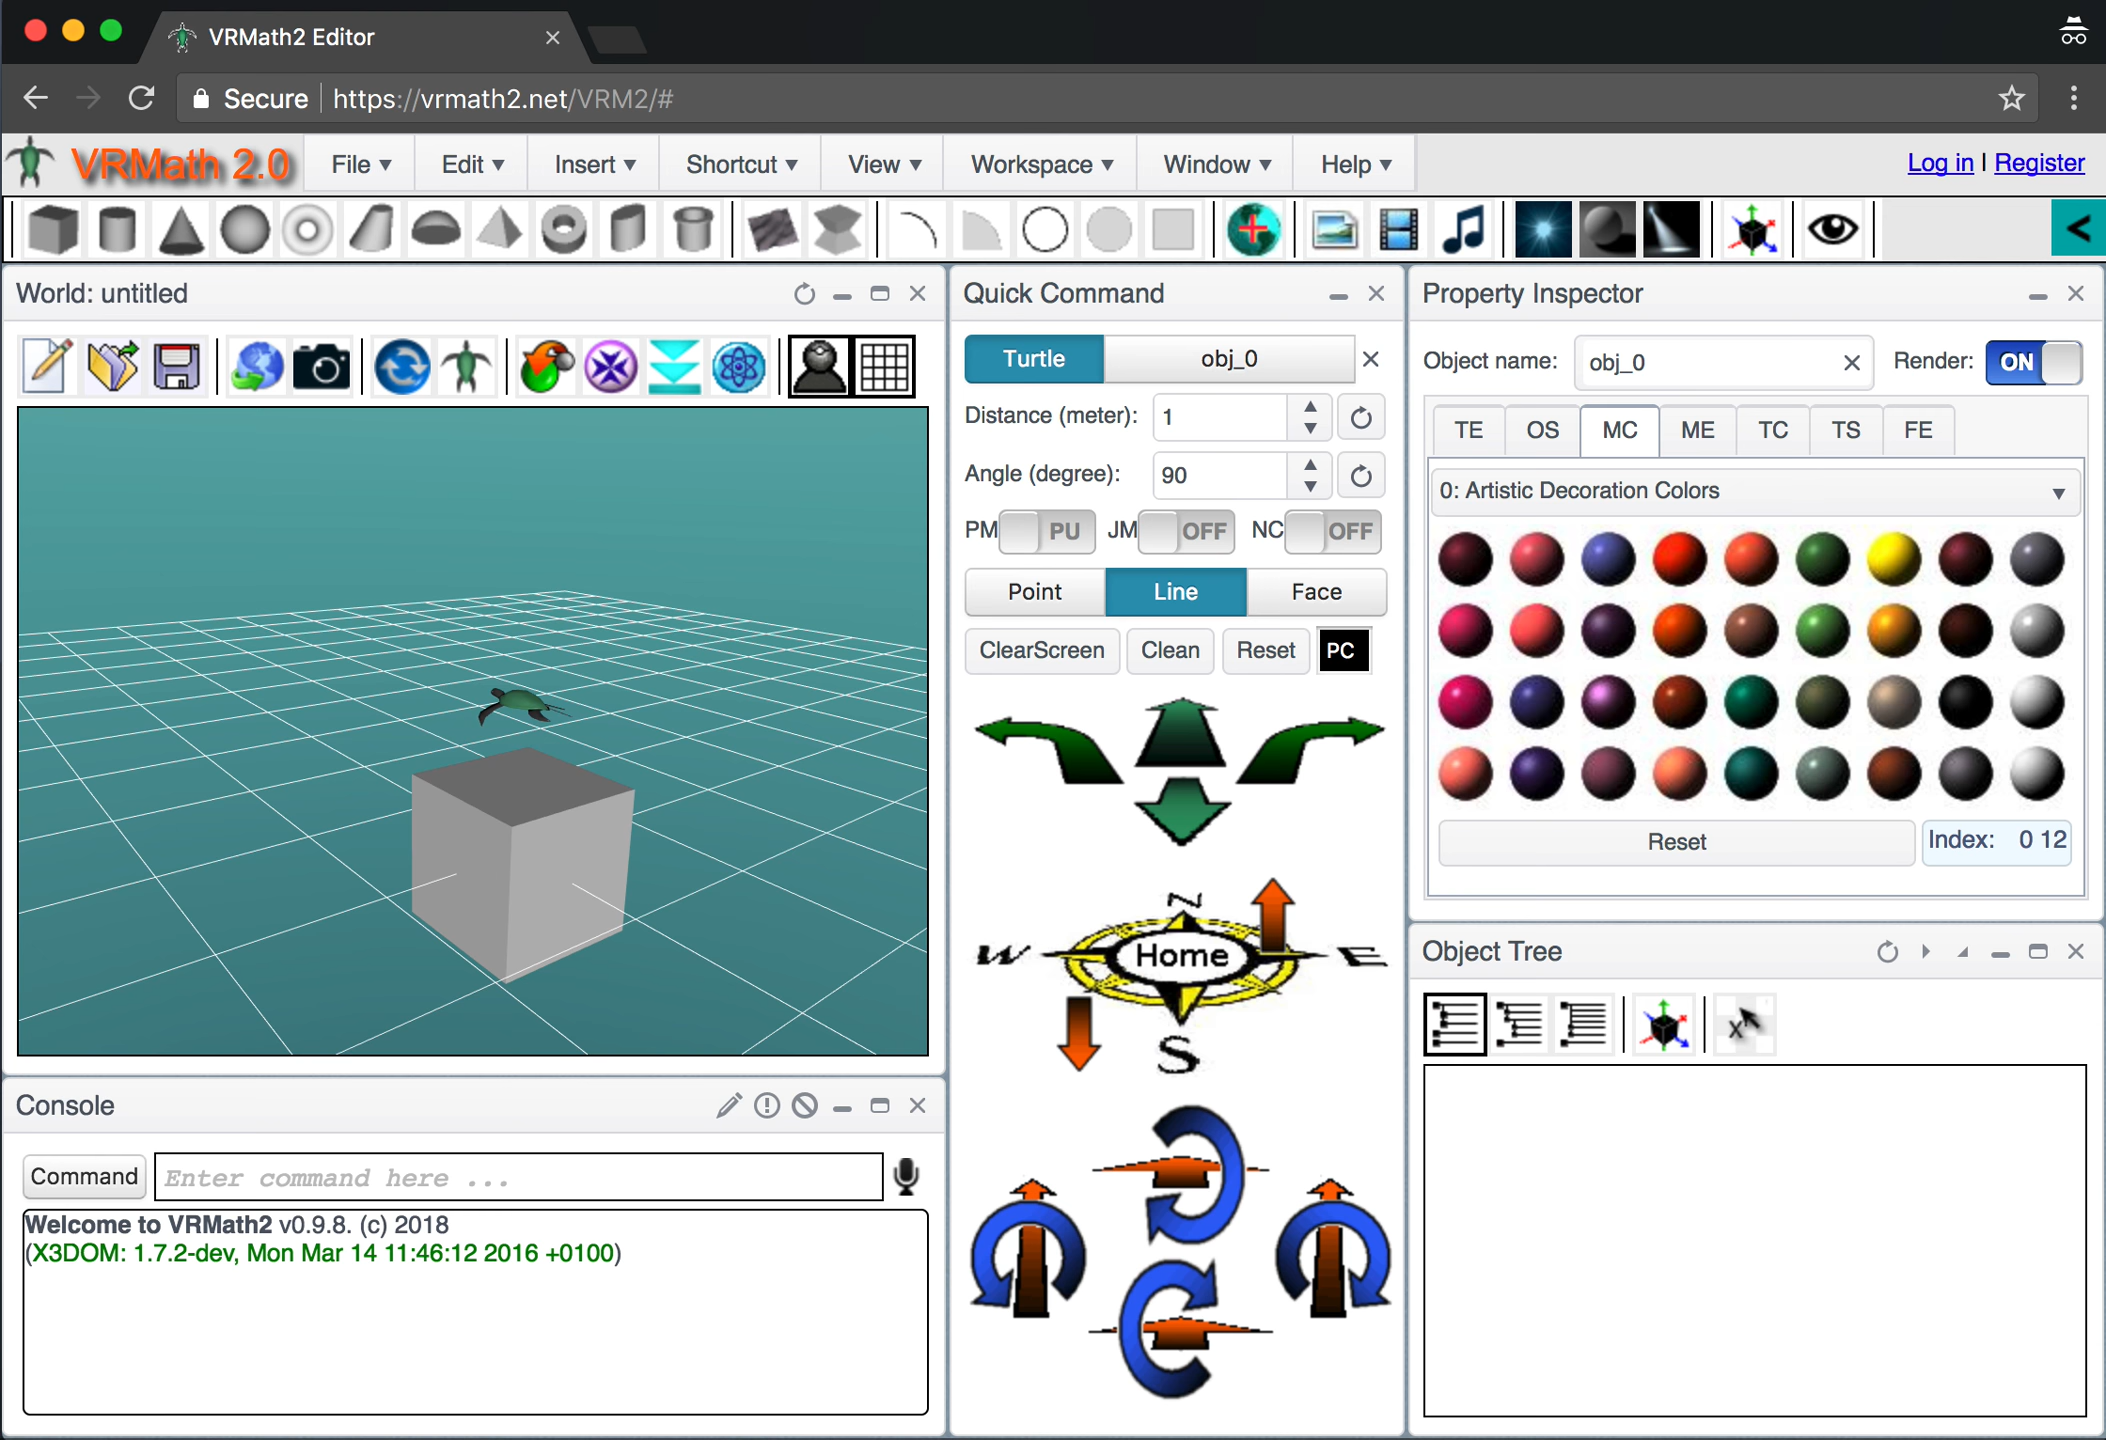 VRMath2 Editor
Secure https://vrmath2.net/VRM2/#
VRMath 2.0 File ▾ Edit ▾ Insert ▾ Shortcut ▾ View ▾ Workspace ▾ Window ▾ Help ▾ Log in | Register
<
World: untitled
Quick Command
Turtle obj_0
Distance (meter): 1
Angle (degree): 90
PM PU JM OFF NC OFF
Point Line Face
ClearScreen Clean Reset PC
N
W Home E
S
Property Inspector
Object name: obj_0 Render: ON
TE OS MC ME TC TS FE
0: Artistic Decoration Colors
Reset Index: 0 12
Object Tree
X
Console
Command Enter command here ...
Welcome to VRMath2 v0.9.8. (c) 2018
(X3DOM: 1.7.2-dev, Mon Mar 14 11:46:12 2016 +0100)